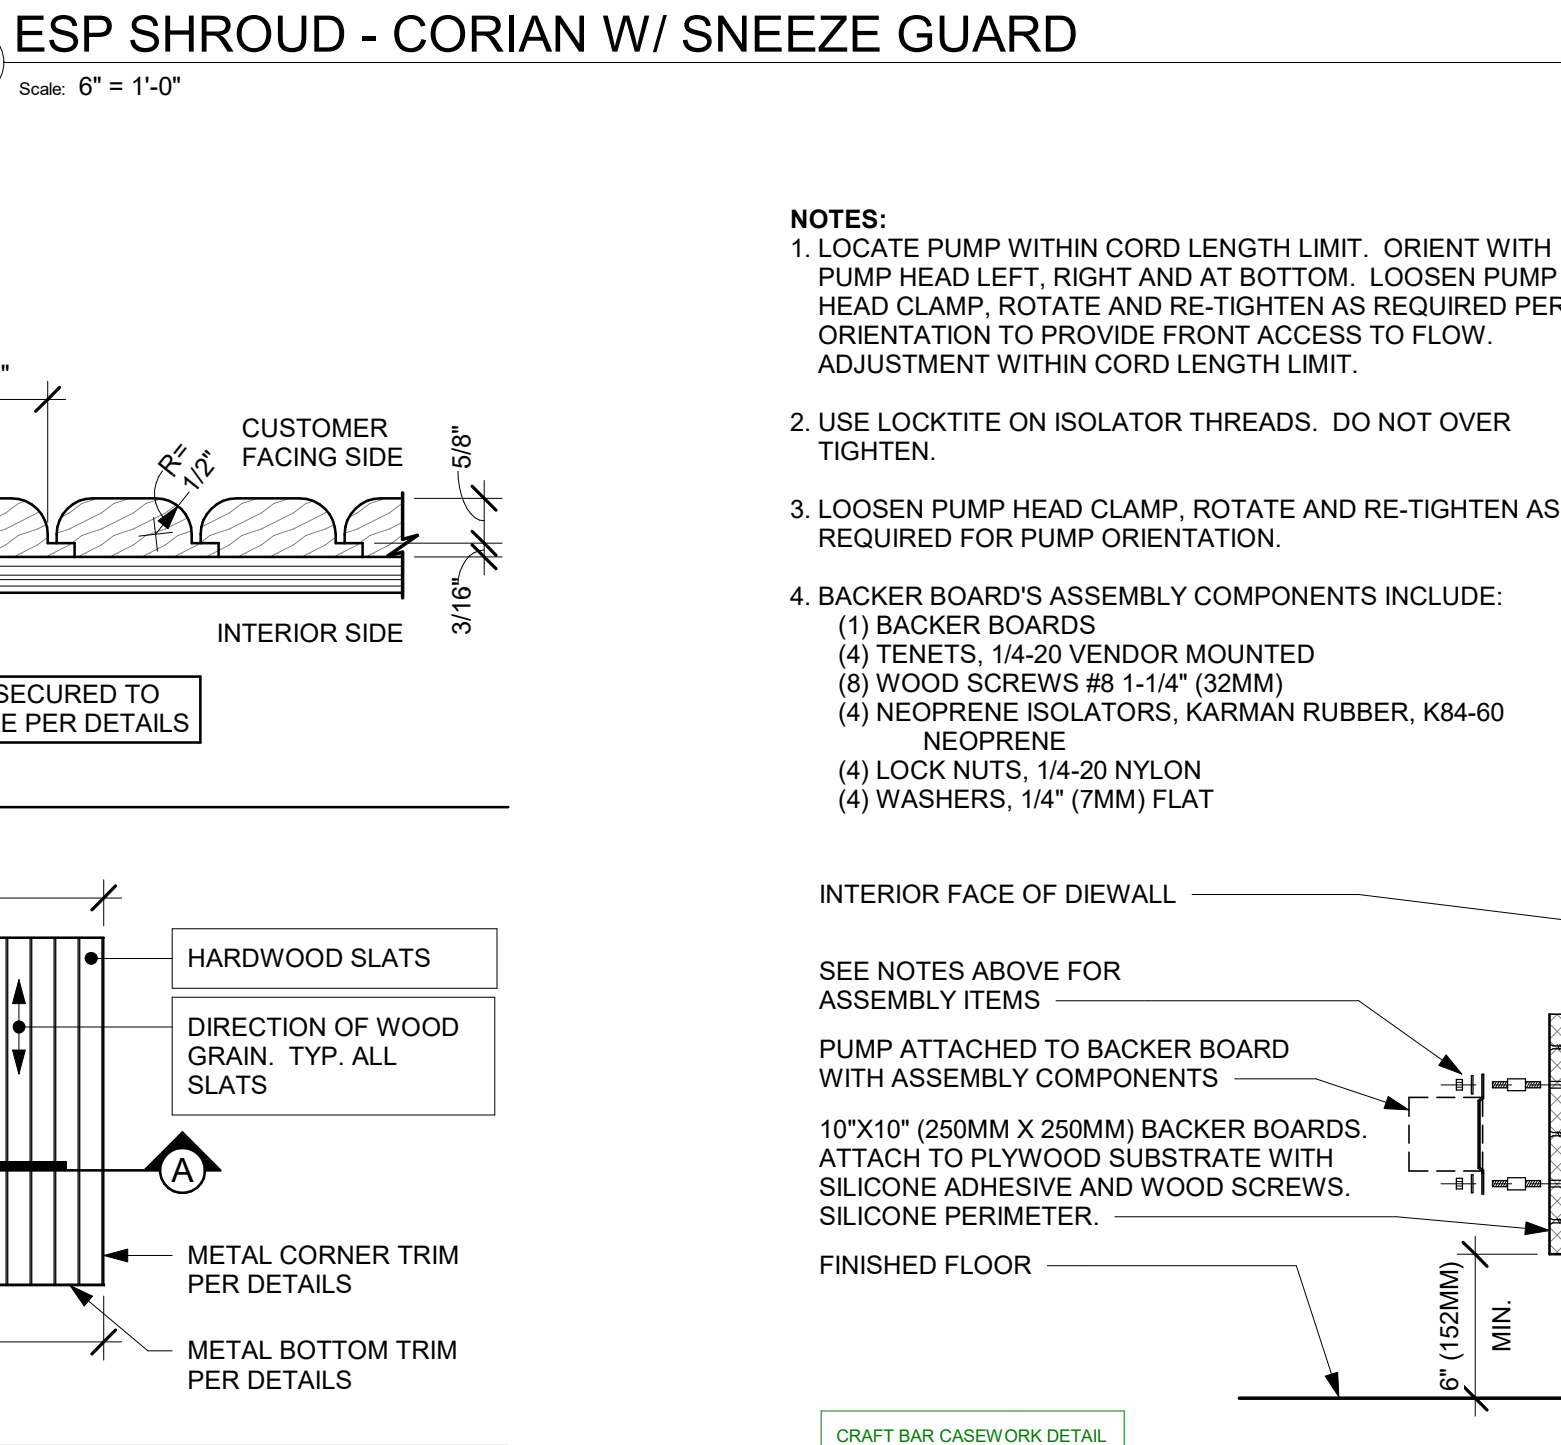 ESP SHROUD - CORIAN W/ SNEEZE GUARD
Scale: 6" = 1'-0"
"
R=
1/2"
CUSTOMER
FACING SIDE
5/8"
3/16"
INTERIOR SIDE
SECURED TO
E PER DETAILS
HARDWOOD SLATS
DIRECTION OF WOOD
GRAIN. TYP. ALL
SLATS
A
METAL CORNER TRIM
PER DETAILS
METAL BOTTOM TRIM
PER DETAILS
NOTES:
1. LOCATE PUMP WITHIN CORD LENGTH LIMIT. ORIENT WITH
PUMP HEAD LEFT, RIGHT AND AT BOTTOM. LOOSEN PUMP
HEAD CLAMP, ROTATE AND RE-TIGHTEN AS REQUIRED PER
ORIENTATION TO PROVIDE FRONT ACCESS TO FLOW.
ADJUSTMENT WITHIN CORD LENGTH LIMIT.
2. USE LOCKTITE ON ISOLATOR THREADS. DO NOT OVER
TIGHTEN.
3. LOOSEN PUMP HEAD CLAMP, ROTATE AND RE-TIGHTEN AS
REQUIRED FOR PUMP ORIENTATION.
4. BACKER BOARD'S ASSEMBLY COMPONENTS INCLUDE:
(1) BACKER BOARDS
(4) TENETS, 1/4-20 VENDOR MOUNTED
(8) WOOD SCREWS #8 1-1/4" (32MM)
(4) NEOPRENE ISOLATORS, KARMAN RUBBER, K84-60
NEOPRENE
(4) LOCK NUTS, 1/4-20 NYLON
(4) WASHERS, 1/4" (7MM) FLAT
INTERIOR FACE OF DIEWALL
SEE NOTES ABOVE FOR
ASSEMBLY ITEMS
PUMP ATTACHED TO BACKER BOARD
WITH ASSEMBLY COMPONENTS
10"X10" (250MM X 250MM) BACKER BOARDS.
ATTACH TO PLYWOOD SUBSTRATE WITH
SILICONE ADHESIVE AND WOOD SCREWS.
SILICONE PERIMETER.
FINISHED FLOOR
6" (152MM)
MIN.
CRAFT BAR CASEWORK DETAIL